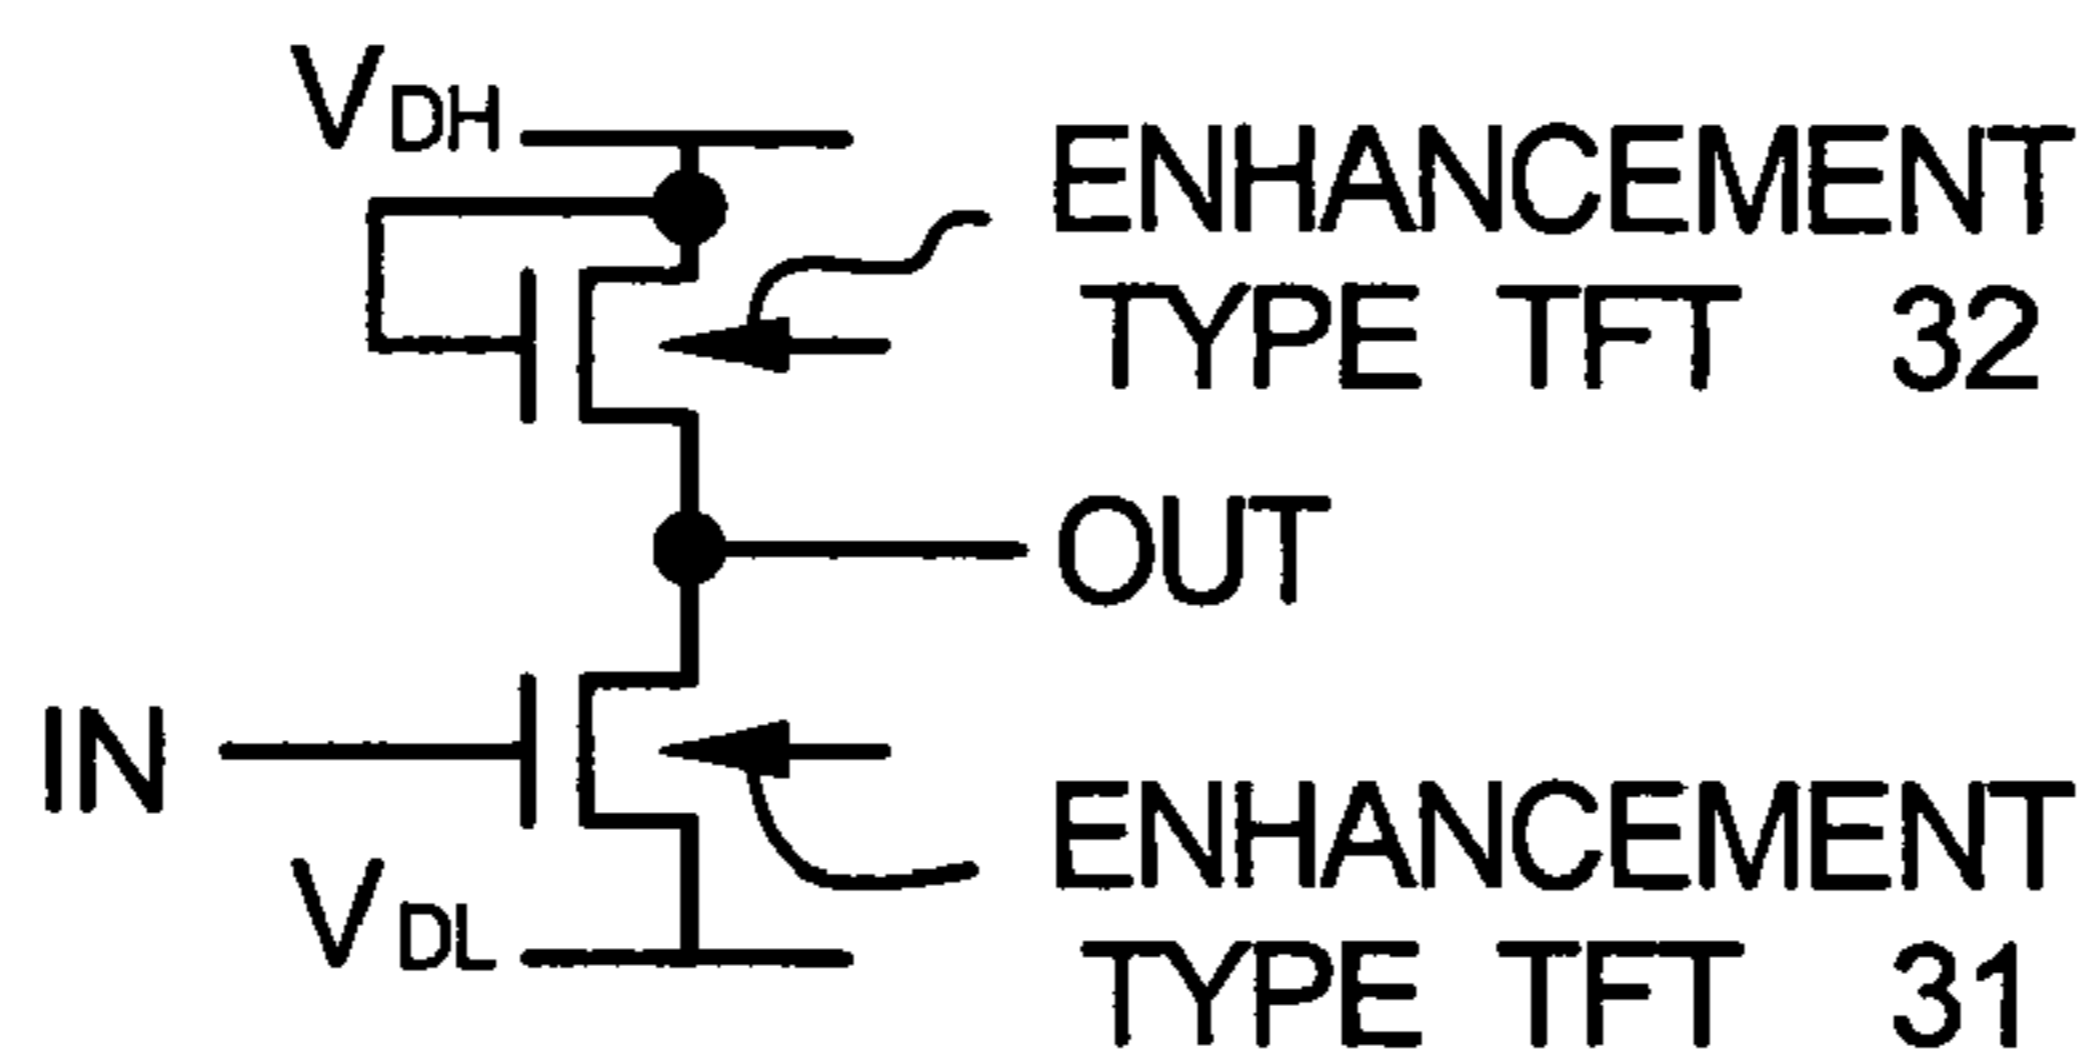 VDH
ENHANCEMENT
TYPE TFT 32
OUT
IN
ENHANCEMENT
TYPE TFT 31
VDL